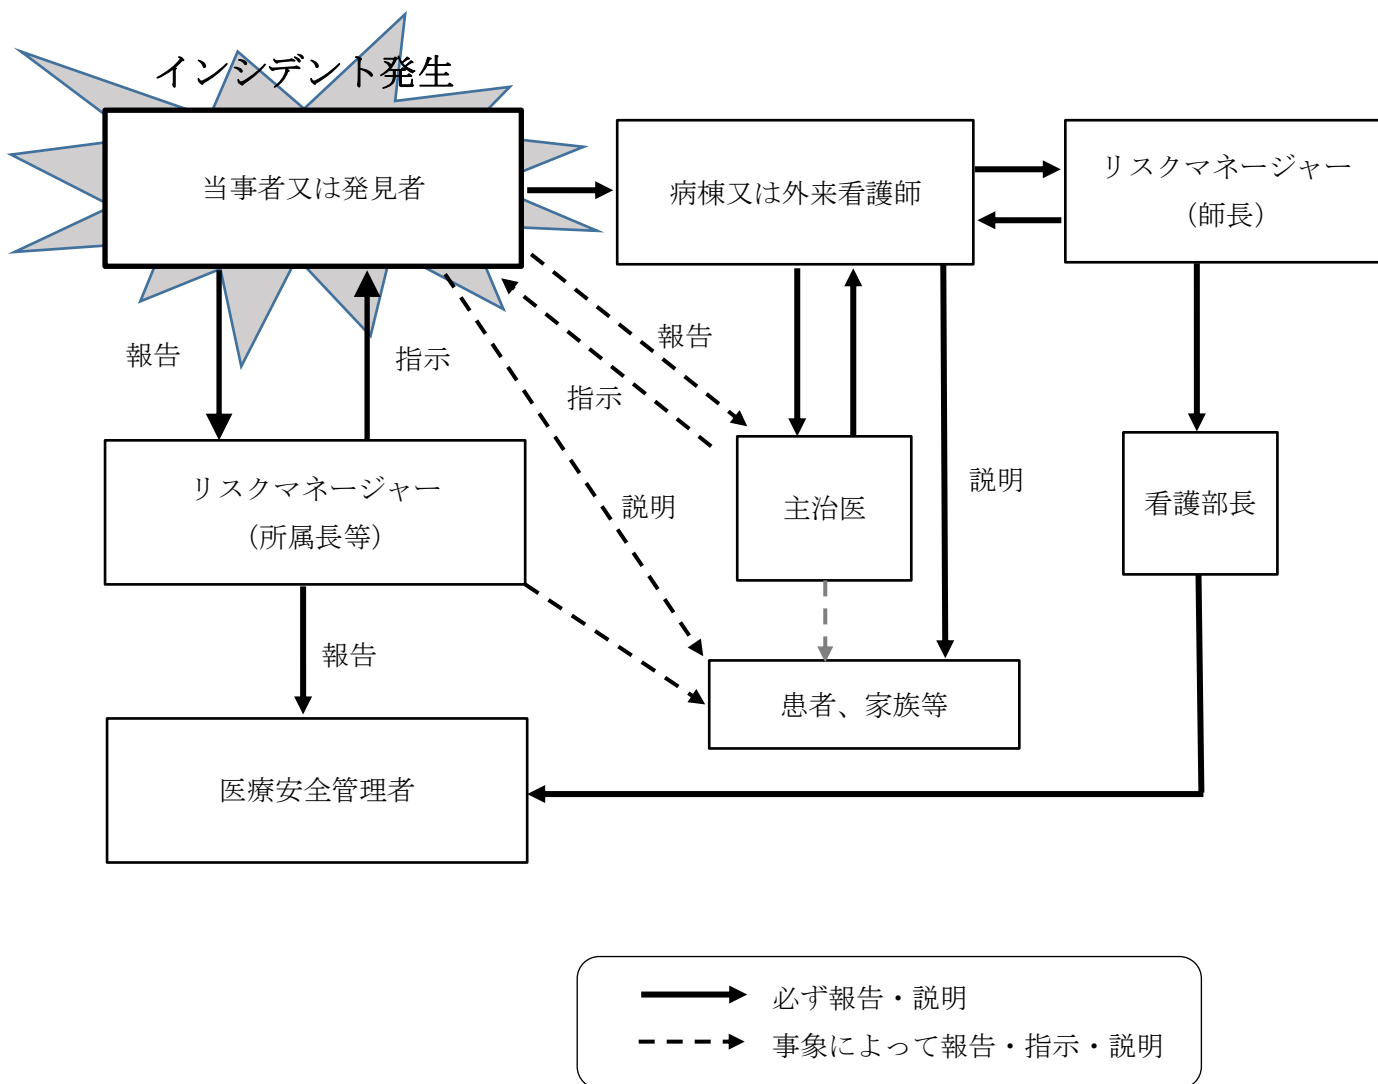 インシデント発生
当事者又は発見者
病棟又は外来看護師
リスクマネージャー
（師長）
報告
指示
報告
指示
リスクマネージャー
（所属長等）
説明
主治医
説明
看護部長
報告
患者、家族等
医療安全管理者
必ず報告・説明
事象によって報告・指示・説明